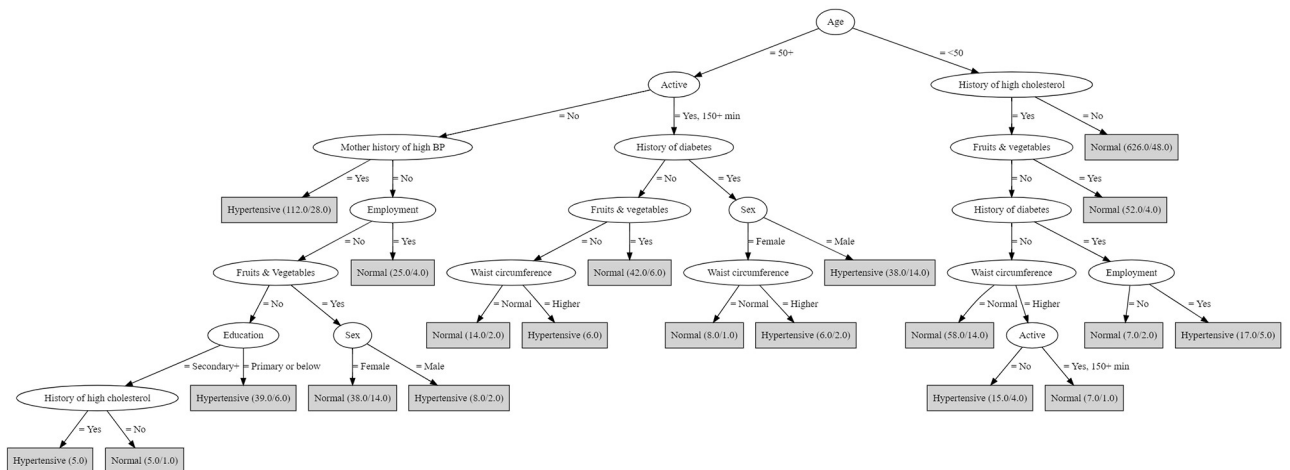 Age
= 50+
= <50
Active
History of high cholesterol
= No
= Yes, 150+ min
= Yes
= No
Mother history of high BP
History of diabetes
Fruits & vegetables
Normal (626.0/48.0)
= Yes
= No
= No
= Yes
= No
= Yes
Hypertensive (112.0/28.0)
Employment
Fruits & vegetables
Sex
History of diabetes
Normal (52.0/4.0)
= No
= Yes
= No
= Yes
= Female
= Male
= No
= Yes
Fruits & Vegetables
Normal (25.0/4.0)
Waist circumference
Normal (42.0/6.0)
Waist circumference
Hypertensive (38.0/14.0)
Waist circumference
Employment
= No
= Yes
= Normal
= Higher
= Normal
= Higher
= Normal
= Higher
= No
= Yes
Education
Sex
Normal (14.0/2.0)
Hypertensive (6.0)
Normal (8.0/1.0)
Hypertensive (6.0/2.0)
Normal (58.0/14.0)
Active
Normal (7.0/2.0)
Hypertensive (17.0/5.0)
= Secondary+
= Primary or below
= Female
= Male
= No
= Yes, 150+ min
History of high cholesterol
Hypertensive (39.0/6.0)
Normal (38.0/14.0)
Hypertensive (8.0/2.0)
Hypertensive (15.0/4.0)
Normal (7.0/1.0)
= Yes
= No
Hypertensive (5.0)
Normal (5.0/1.0)